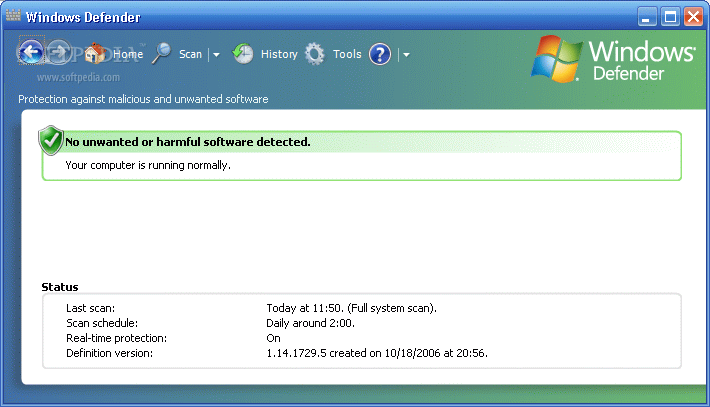 Windows Defender
SOFTPEDIA
www.softpedia.com
Home
Scan
History
Tools
?
Windows
Defender
Protection against malicious and unwanted software
No unwanted or harmful software detected.
Your computer is running normally.
Status
Last scan: Today at 11:50. (Full system scan).
Scan schedule: Daily around 2:00.
Real-time protection: On
Definition version: 1.14.1729.5 created on 10/18/2006 at 20:56.